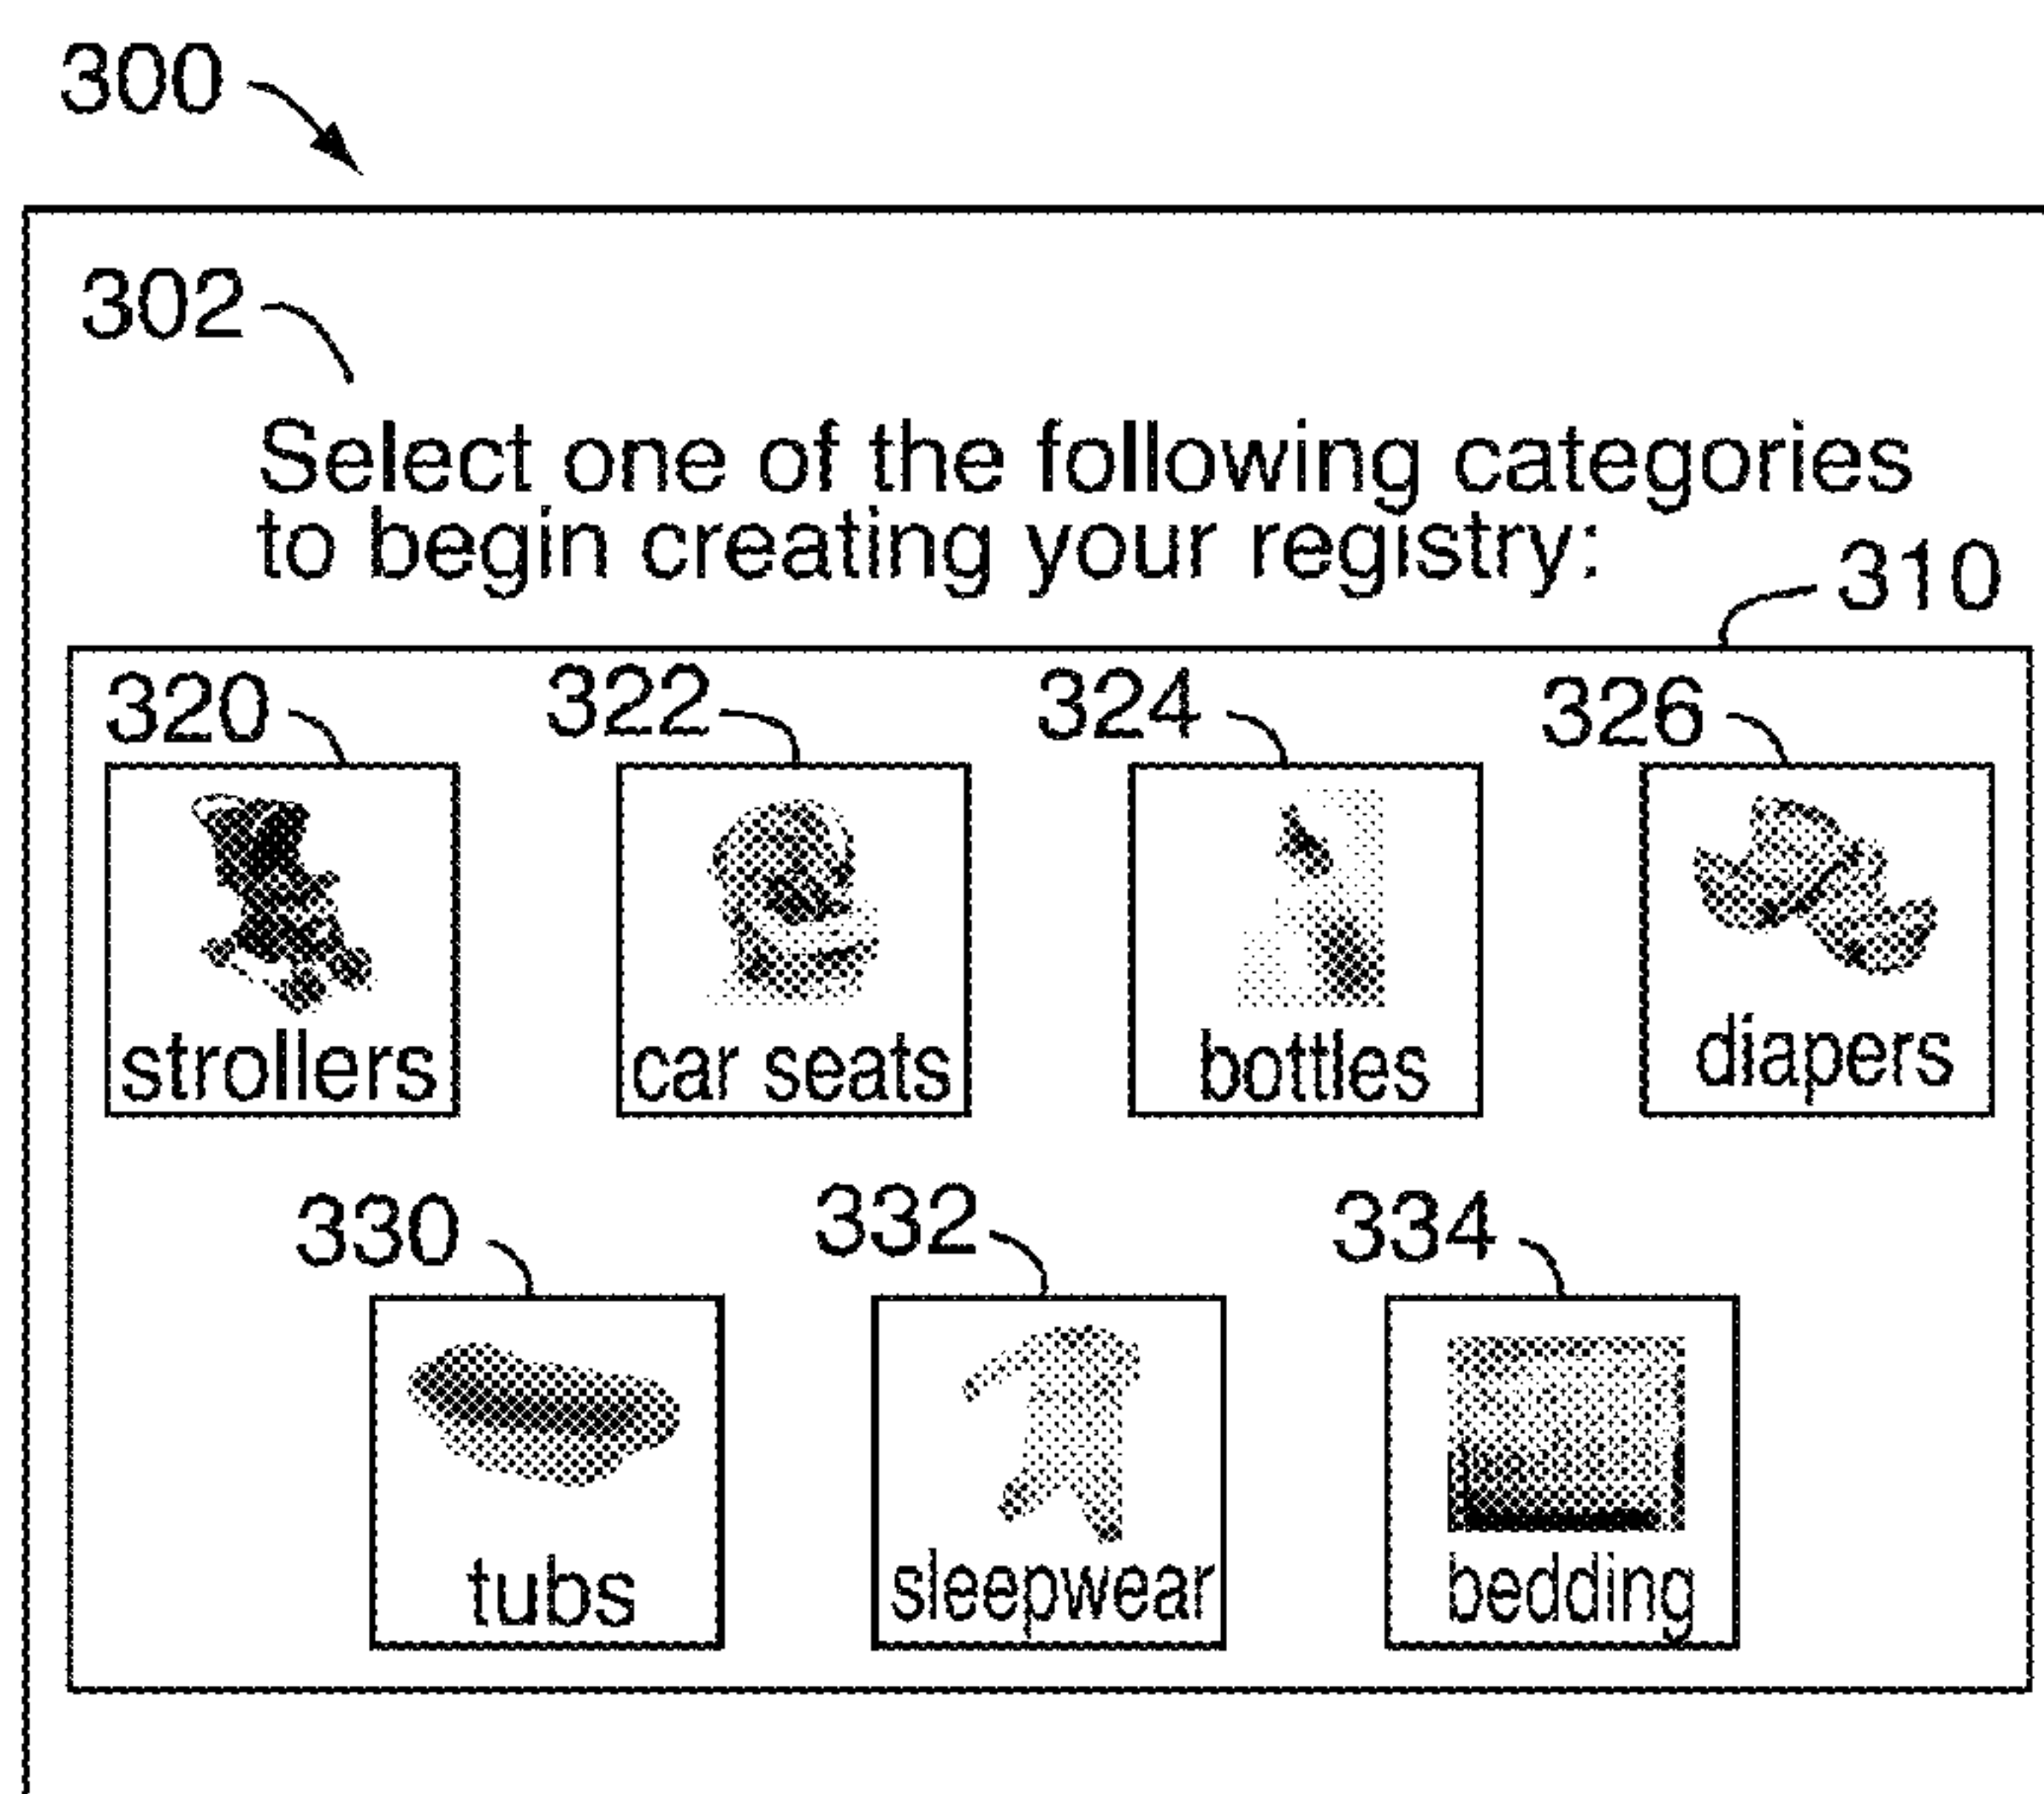 300
302
Select one of the following categories
to begin creating your registry:
310
320 322 324 326
strollers car seats bottles diapers
330 332 334
tubs sleepwear bedding